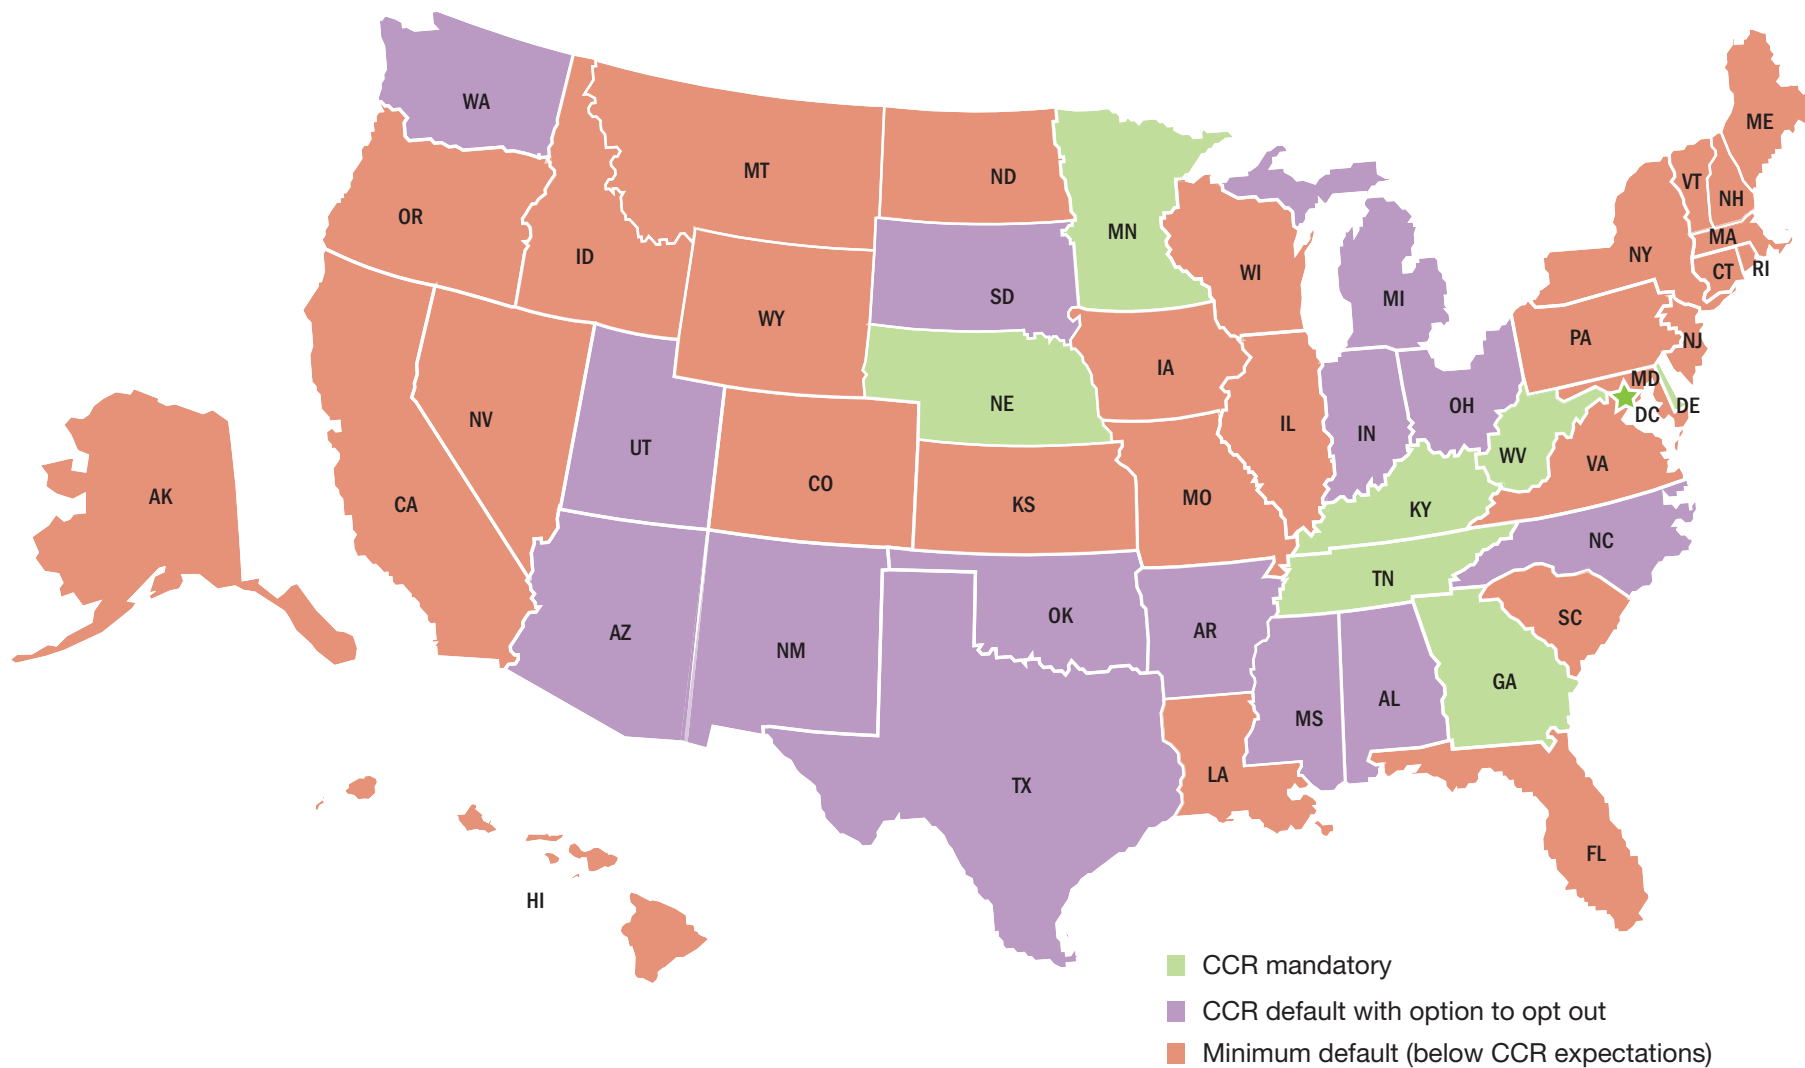 WA
MT
ND
MN
ME
VT
NH
OR
ID
WI
MA
NY
CT
RI
SD
MI
WY
PA
NJ
IA
MD
DE
NE
OH
DC
NV
IL
IN
UT
WV
VA
CO
MO
AK
CA
KS
KY
NC
TN
OK
SC
AZ
AR
NM
GA
AL
MS
LA
TX
FL
HI
CCR mandatory
CCR default with option to opt out
Minimum default (below CCR expectations)